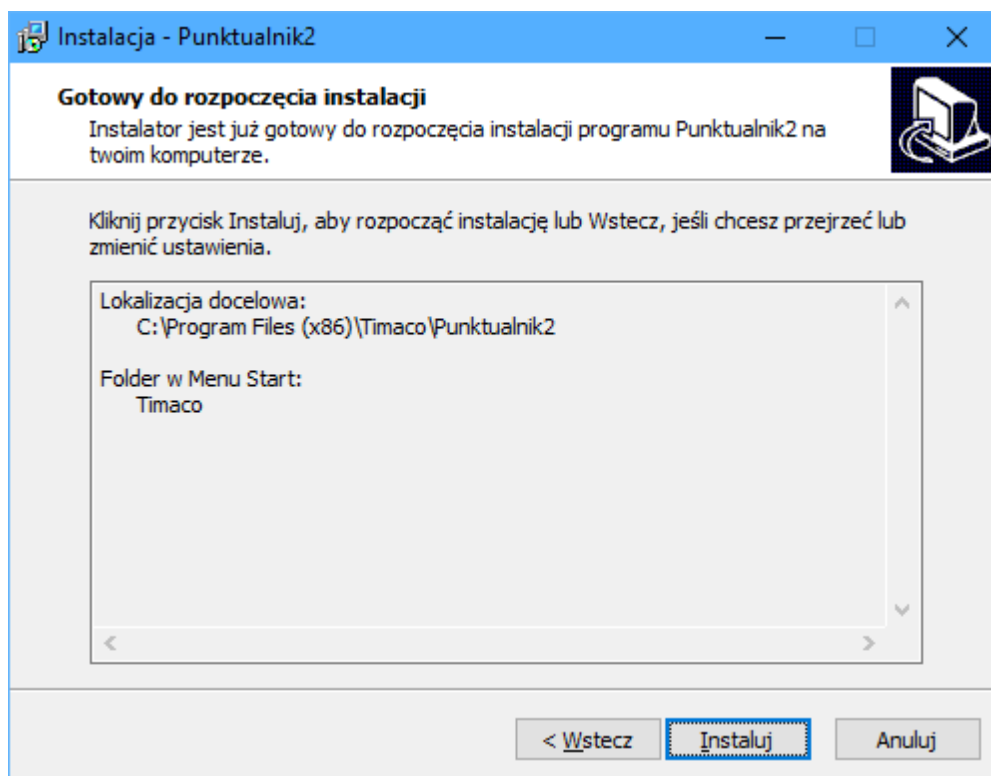 Instalacja - Punktualnik2
Gotowy do rozpoczęcia instalacji
Instalator jest już gotowy do rozpoczęcia instalacji programu Punktualnik2 na
twoim komputerze.
Kliknij przycisk Instaluj, aby rozpocząć instalację lub Wstecz, jeśli chcesz przejrzeć lub
zmienić ustawienia.
Lokalizacja docelowa:
C:\Program Files (x86)\Timaco\Punktualnik2
Folder w Menu Start:
Timaco
< Wstecz
Instaluj
Anuluj